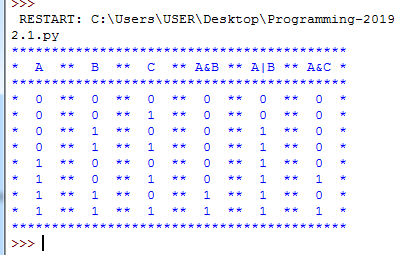 >>>
RESTART: C:\Users\USER\Desktop\Programming-2019
2.1.py
******************************************
*  A  **  B  **  C  ** A&B ** A|B ** A&C *
******************************************
*  0  **  0  **  0  **  0  **  0  **  0  *
*  0  **  0  **  1  **  0  **  0  **  0  *
*  0  **  1  **  0  **  0  **  1  **  0  *
*  0  **  1  **  1  **  0  **  1  **  0  *
*  1  **  0  **  0  **  0  **  1  **  0  *
*  1  **  0  **  1  **  0  **  1  **  1  *
*  1  **  1  **  0  **  1  **  1  **  0  *
*  1  **  1  **  1  **  1  **  1  **  1  *
******************************************
>>>